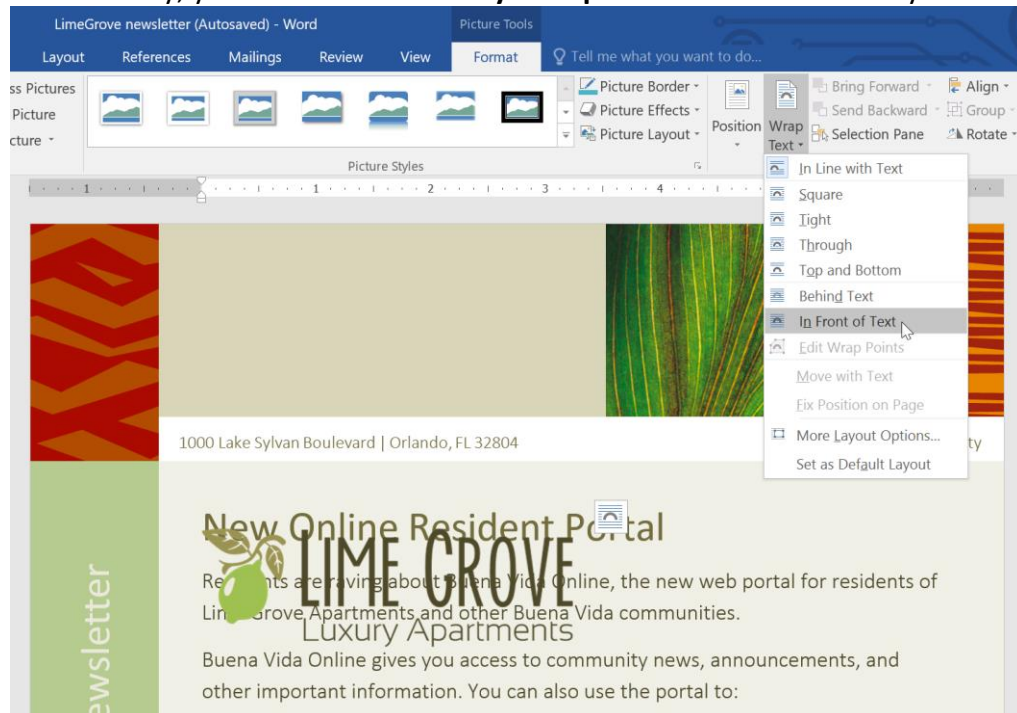 LimeGrove newsletter (Autosaved) - Word
Picture Tools
Layout References Mailings Review View Format Tell me what you want to do...
ss Pictures
Picture
cture
Picture Border
Picture Effects
Picture Layout
Picture Styles
Position
Wrap
Text
Bring Forward
Send Backward
Selection Pane
Align
Group
Rotate
In Line with Text
Square
Tight
Through
Top and Bottom
Behind Text
In Front of Text
Edit Wrap Points
Move with Text
Fix Position on Page
More Layout Options...
Set as Default Layout
1 1 2 3 4
1000 Lake Sylvan Boulevard | Orlando, FL 32804
ty
ewsletter
New Online Resident Portal
LIME GROVE
Luxury Apartments
are raving about Buena Vida Online, the new web portal for residents of
Grove Apartments and other Buena Vida communities.
Buena Vida Online gives you access to community news, announcements, and
other important information. You can also use the portal to: